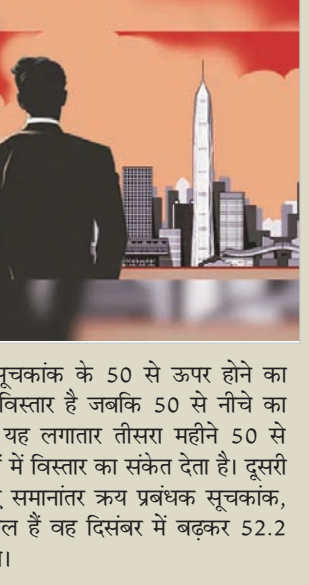 सूचकांक के 50 से ऊपर होने का
विस्तार है जबकि 50 से नीचे का
यह लगातार तीसरा महीने 50 से
में विस्तार का संकेत देता है। दूसरी
समानांतर क्रय प्रबंधक सूचकांक,
हैं वह दिसंबर में बढ़कर 52.2